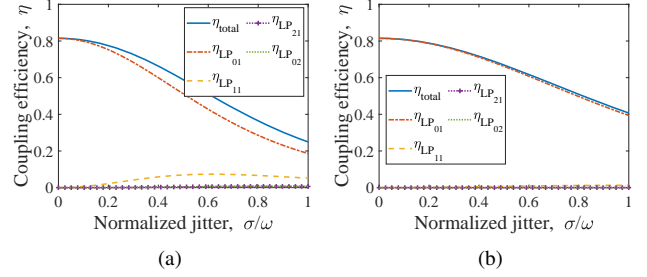 1
0.8
0.6
0.4
0.2
0
0 0.2 0.4 0.6 0.8 1
Coupling efficiency, η
Normalized jitter, σ/ω
η_total η_LP_21
η_LP_01 η_LP_02
η_LP_11
(a)
1
0.8
0.6
0.4
0.2
0
0 0.2 0.4 0.6 0.8 1
Coupling efficiency, η
Normalized jitter, σ/ω
η_total η_LP_21
η_LP_01 η_LP_02
η_LP_11
(b)